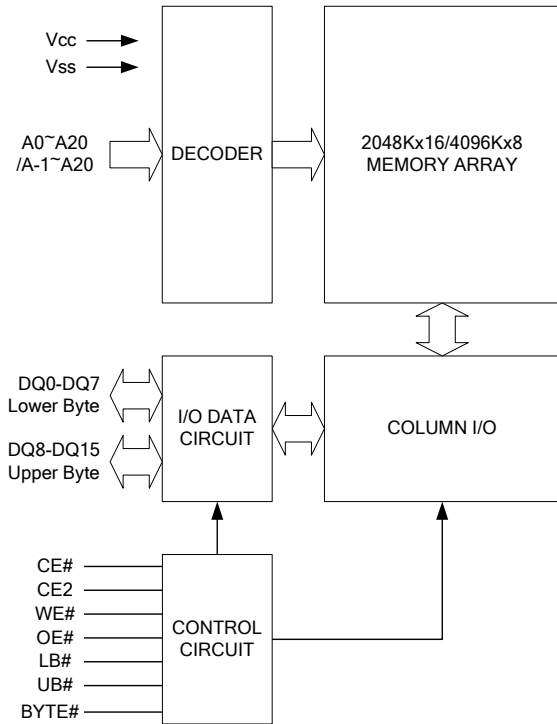 Vcc
Vss
A0~A20
/A-1~A20
DECODER
2048Kx16/4096Kx8
MEMORY ARRAY
DQ0-DQ7
Lower Byte
DQ8-DQ15
Upper Byte
I/O DATA
CIRCUIT
COLUMN I/O
CE#
CE2
WE#
OE#
LB#
UB#
BYTE#
CONTROL
CIRCUIT